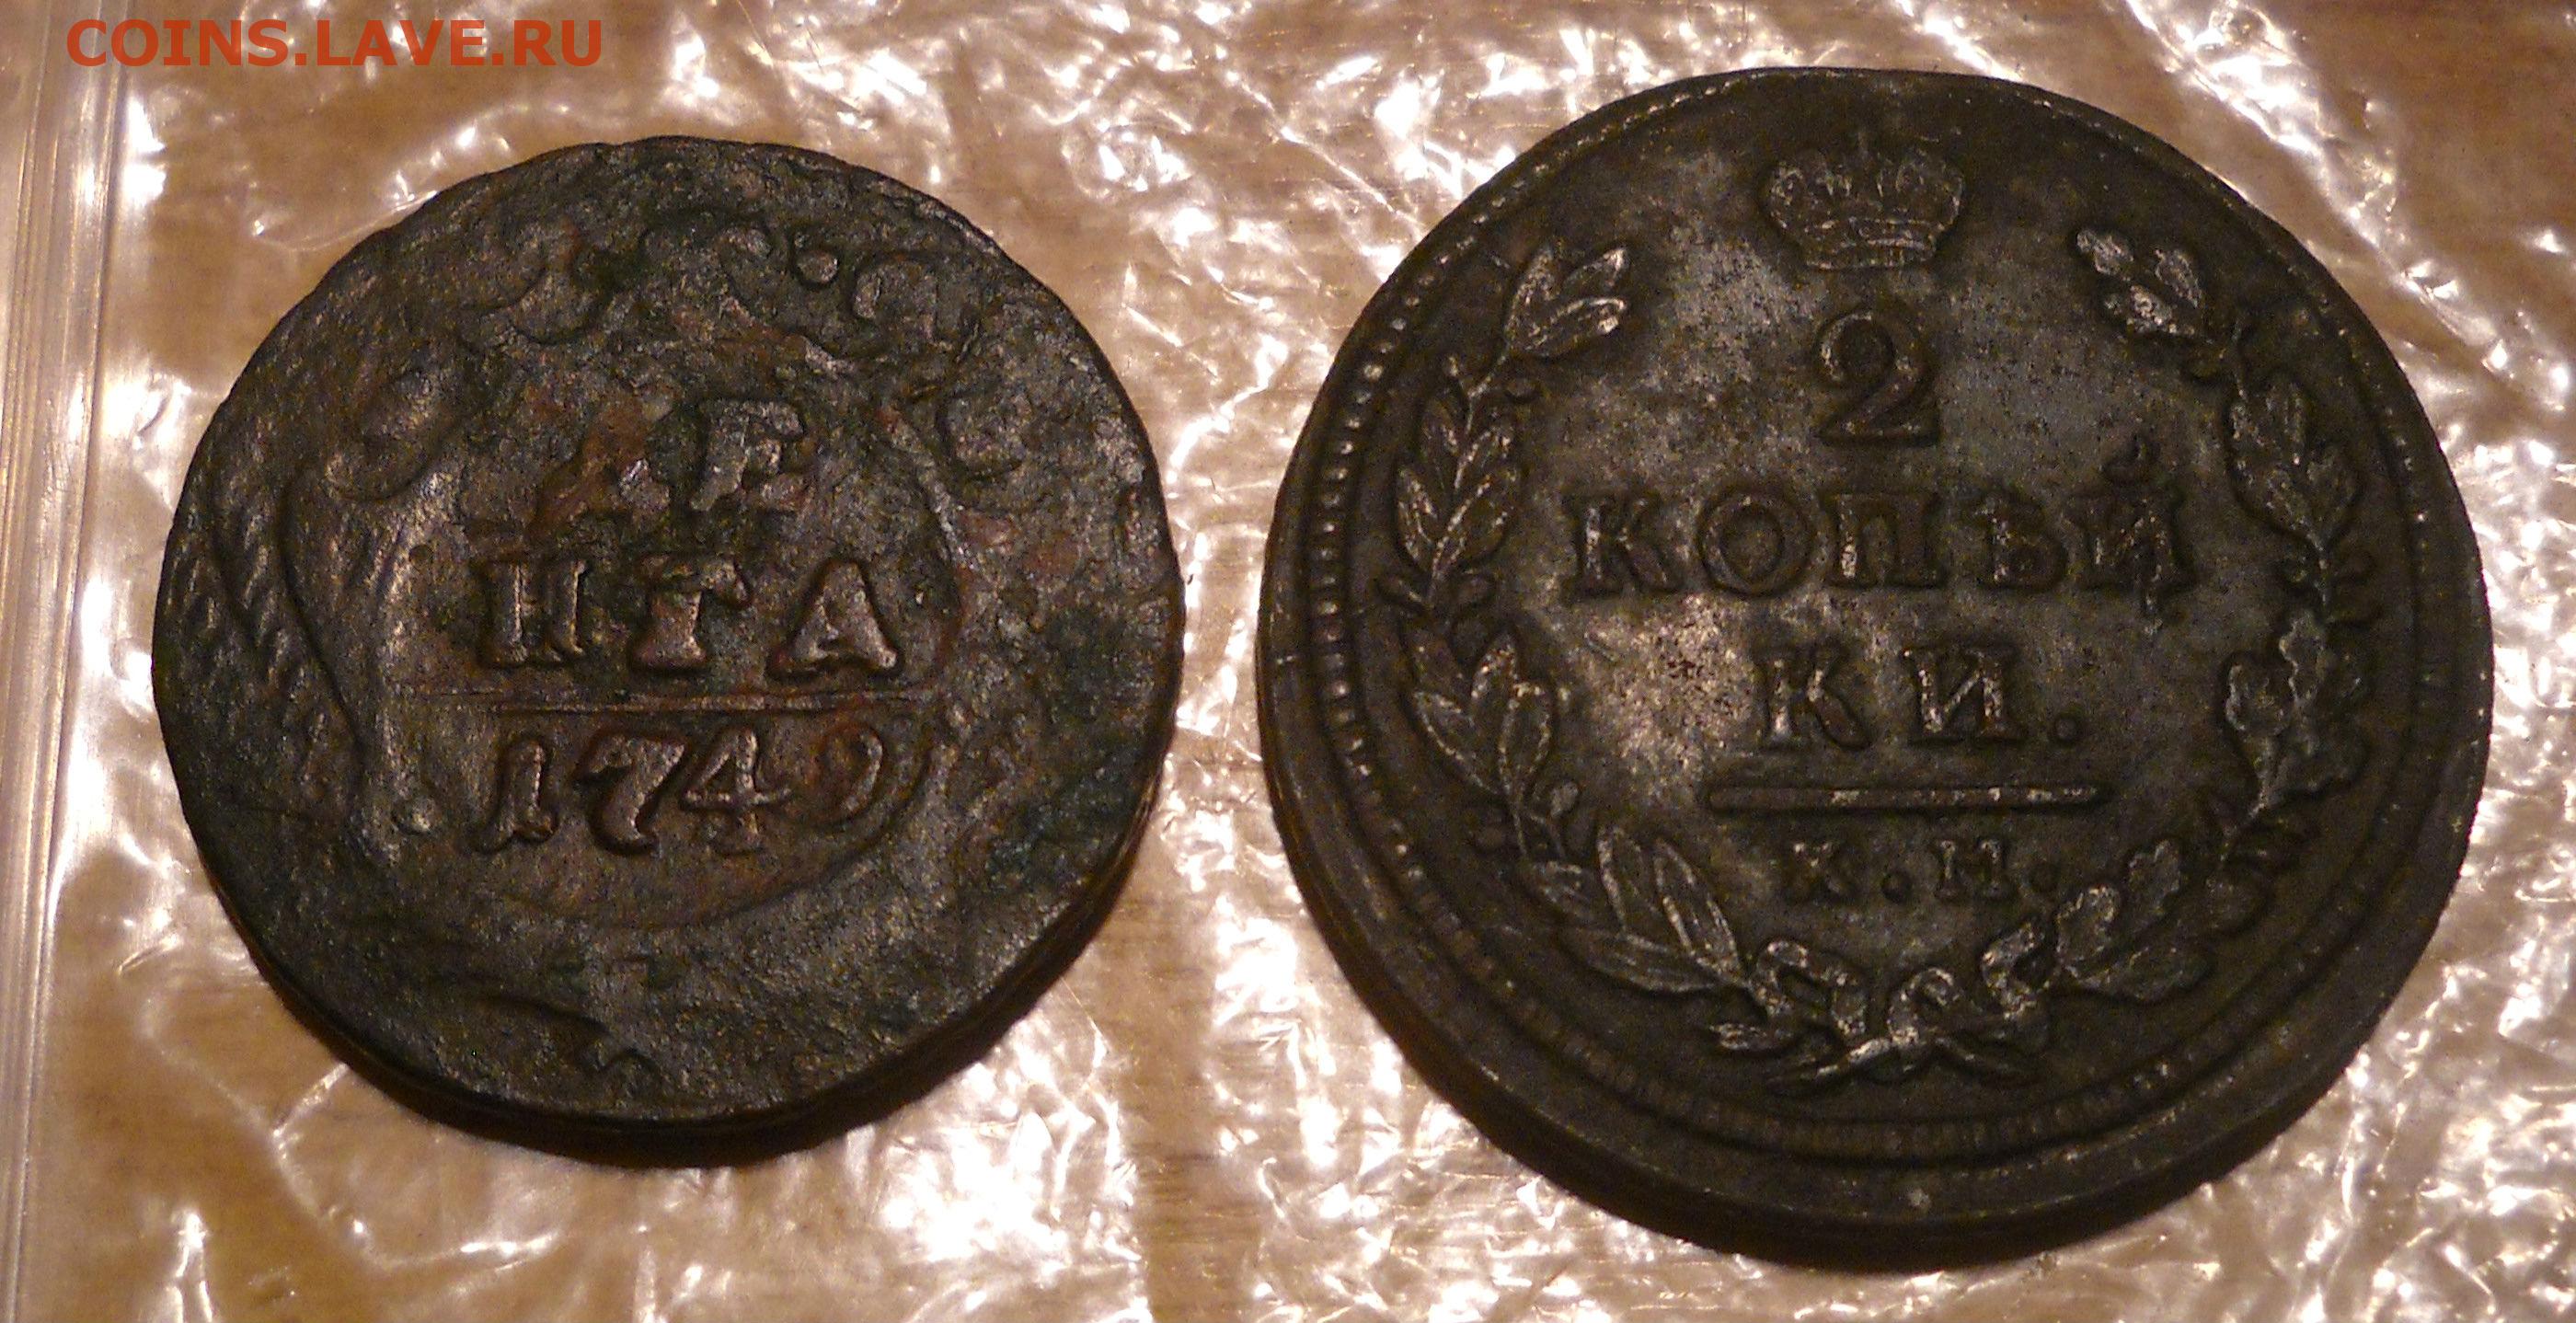 COINS.LAVE.RU
ДЕ
НГА
1749
2
КОПѢЙ
КИ.
К.М.